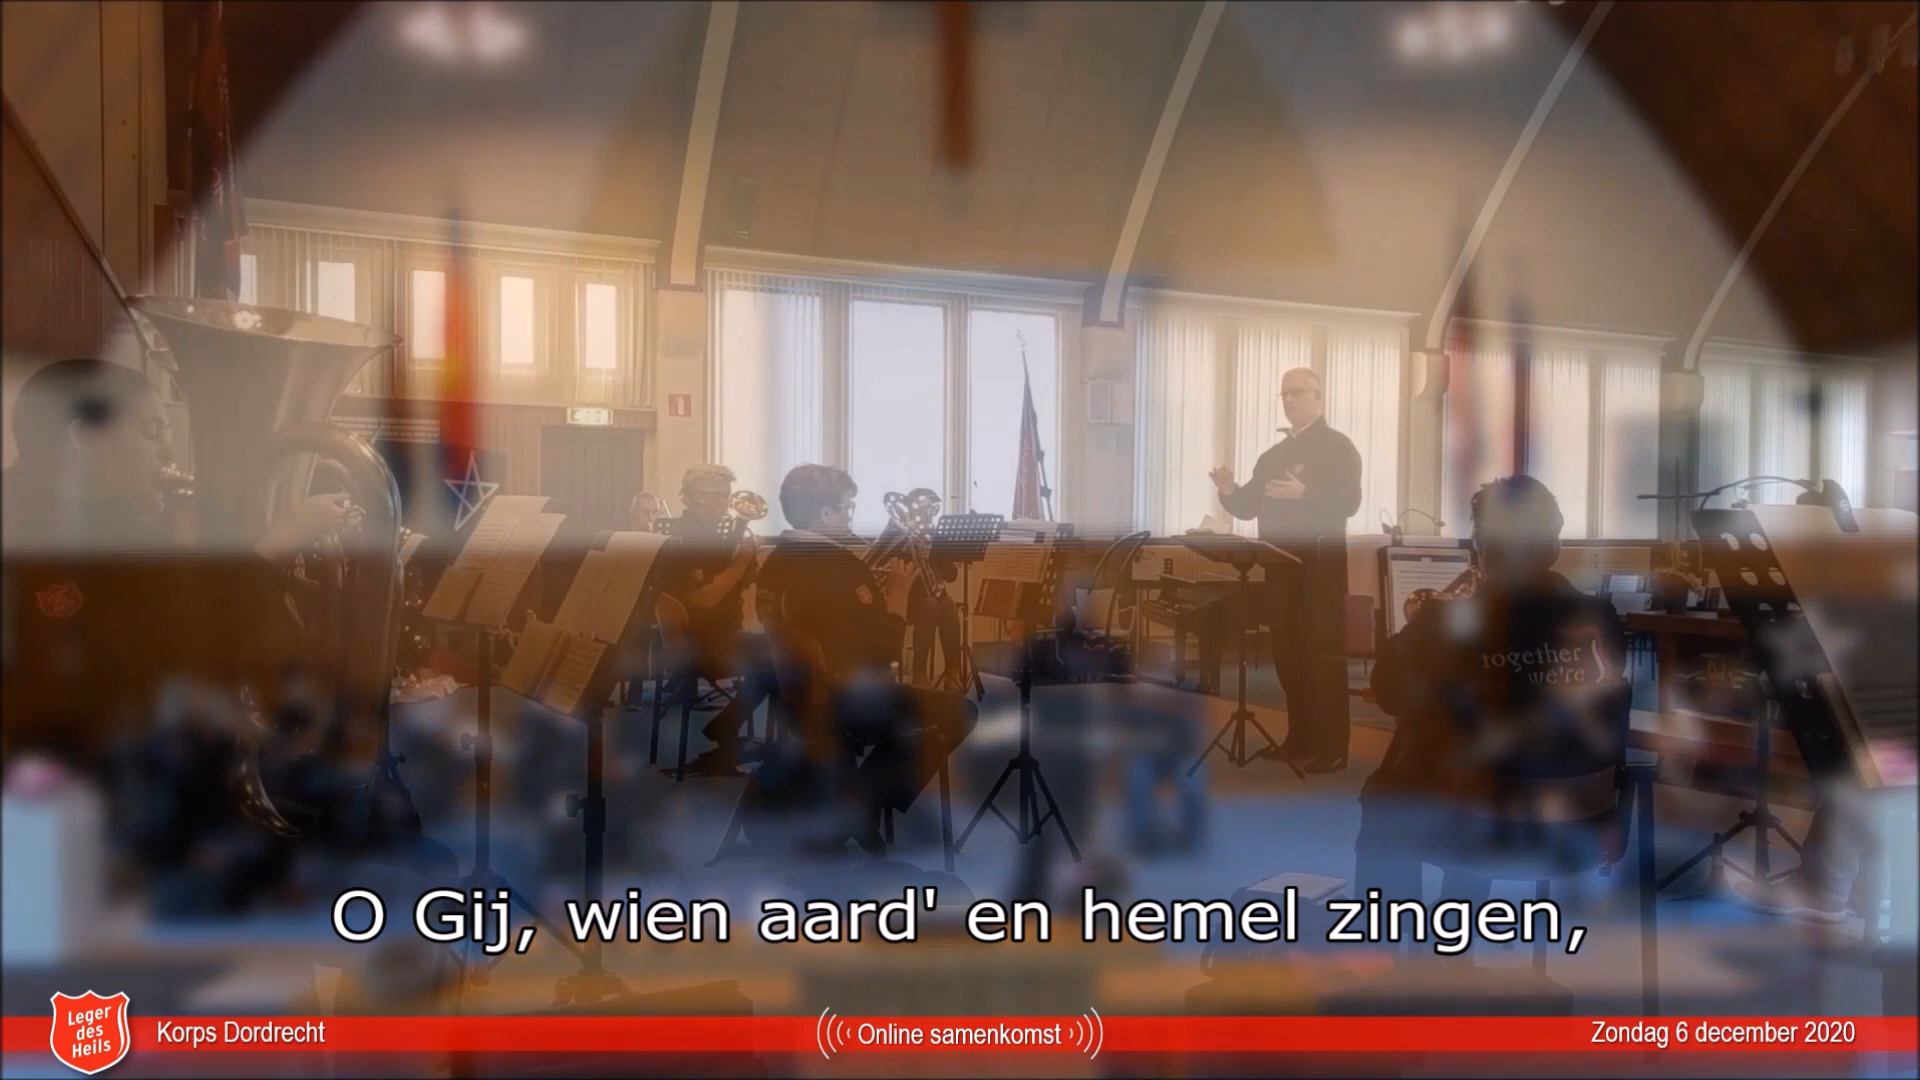 together
we're
O Gij, wien aard' en hemel zingen,
Leger
des
Heils
Korps Dordrecht
Online samenkomst
Zondag 6 december 2020